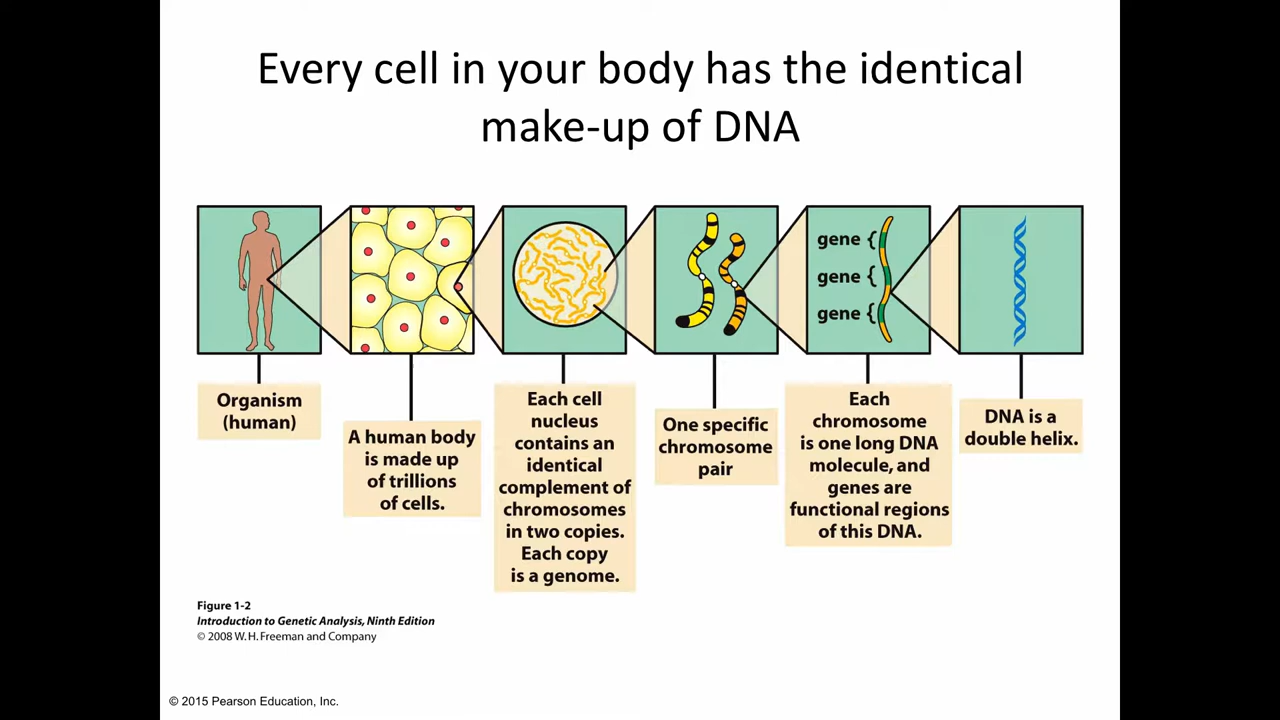 Every cell in your body has the identical
make-up of DNA
gene {
gene {
gene {
Organism
(human)
A human body
is made up
of trillions
of cells.
Each cell
nucleus
contains an
identical
complement of
chromosomes
in two copies.
Each copy
is a genome.
One specific
chromosome
pair
Each
chromosome
is one long DNA
molecule, and
genes are
functional regions
of this DNA.
DNA is a
double helix.
Figure 1-2
Introduction to Genetic Analysis, Ninth Edition
© 2008 W. H. Freeman and Company
© 2015 Pearson Education, Inc.